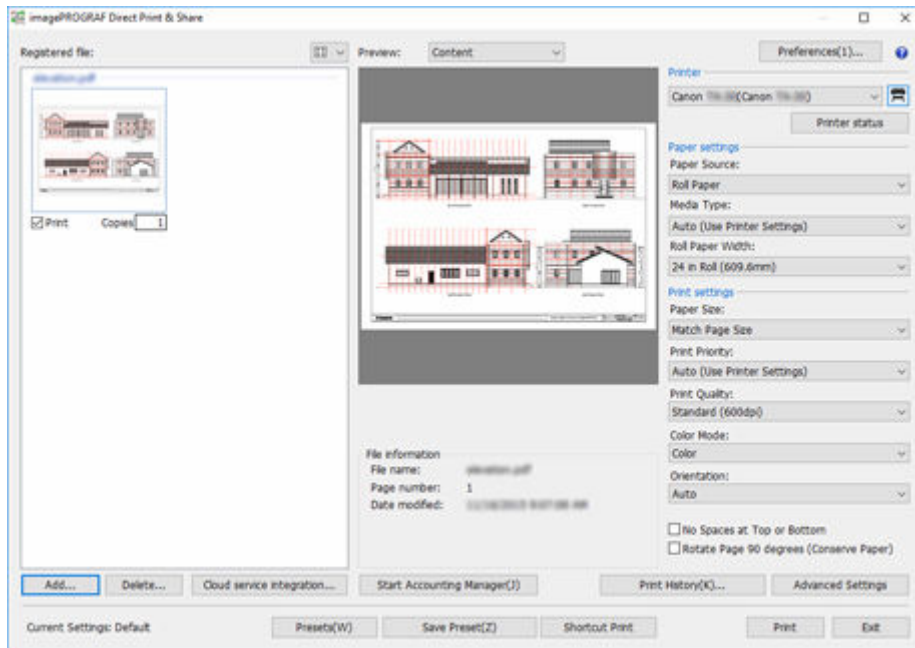 imagePROGRAF Direct Print & Share
Registered file:
Preview:
Content
Preferences(1)...
Printer
Canon (Canon )
Printer status
Paper settings
Paper Source:
Roll Paper
Media Type:
Auto (Use Printer Settings)
Roll Paper Width:
24 in Roll (609.6mm)
Print settings
Paper Size:
Match Page Size
Print Priority:
Auto (Use Printer Settings)
Print Quality:
Standard (600dpi)
Color Mode:
Color
Orientation:
Auto
No Spaces at Top or Bottom
Rotate Page 90 degrees (Conserve Paper)
Print Copies 1
File information
File name:
Page number: 1
Date modified:
Add... Delete... Cloud service integration... Start Accounting Manager(J) Print History(K)... Advanced Settings
Current Settings: Default Presets(W) Save Preset(Z) Shortcut Print Print Exit